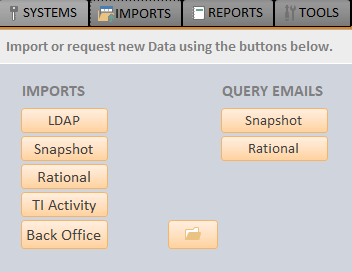 SYSTEMS IMPORTS REPORTS TOOLS
Import or request new Data using the buttons below.
IMPORTS QUERY EMAILS
LDAP Snapshot
Snapshot Rational
Rational
TI Activity
Back Office